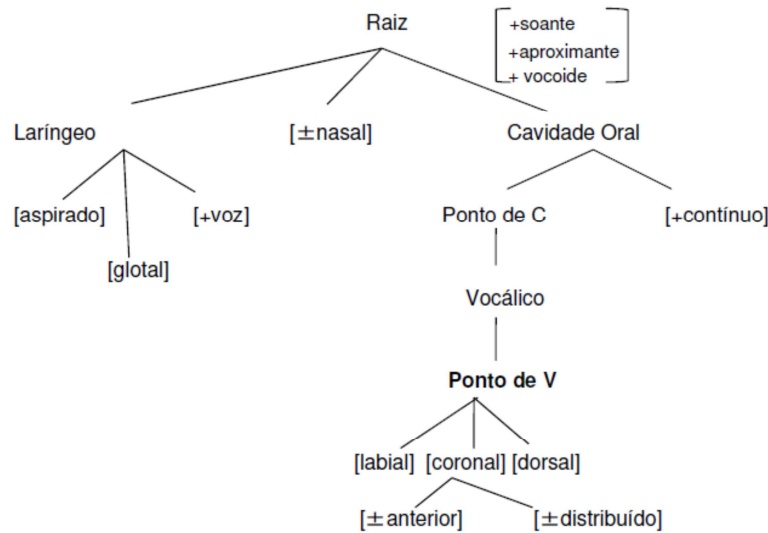 Raiz
+soante
+aproximante
+ vocoide
Laríngeo
[±nasal]
Cavidade Oral
[aspirado]
[+voz]
Ponto de C
[+contínuo]
[glotal]
Vocálico
Ponto de V
[labial] [coronal] [dorsal]
[±anterior]
[±distribuído]